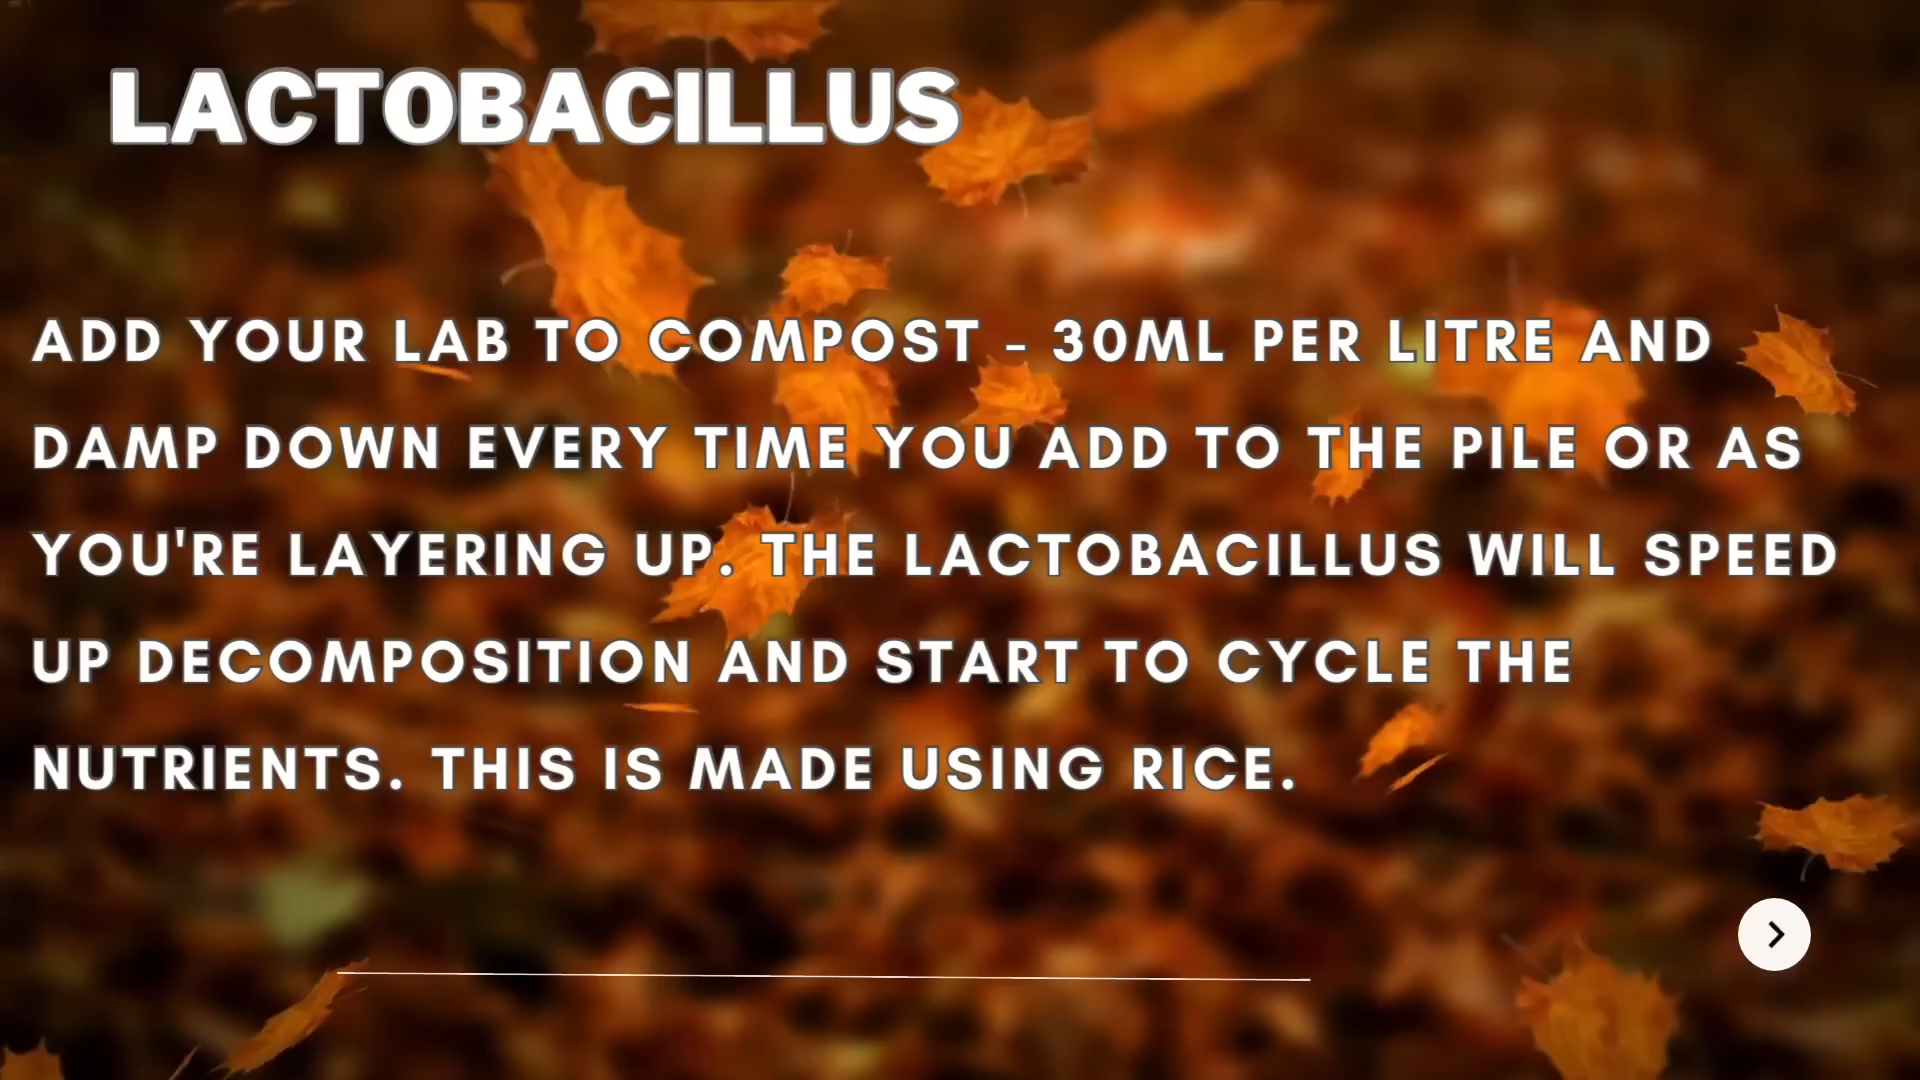 LACTOBACILLUS
ADD YOUR LAB TO COMPOST - 30ML PER LITRE AND
DAMP DOWN EVERY TIME YOU ADD TO THE PILE OR AS
YOU'RE LAYERING UP. THE LACTOBACILLUS WILL SPEED
UP DECOMPOSITION AND START TO CYCLE THE
NUTRIENTS. THIS IS MADE USING RICE.